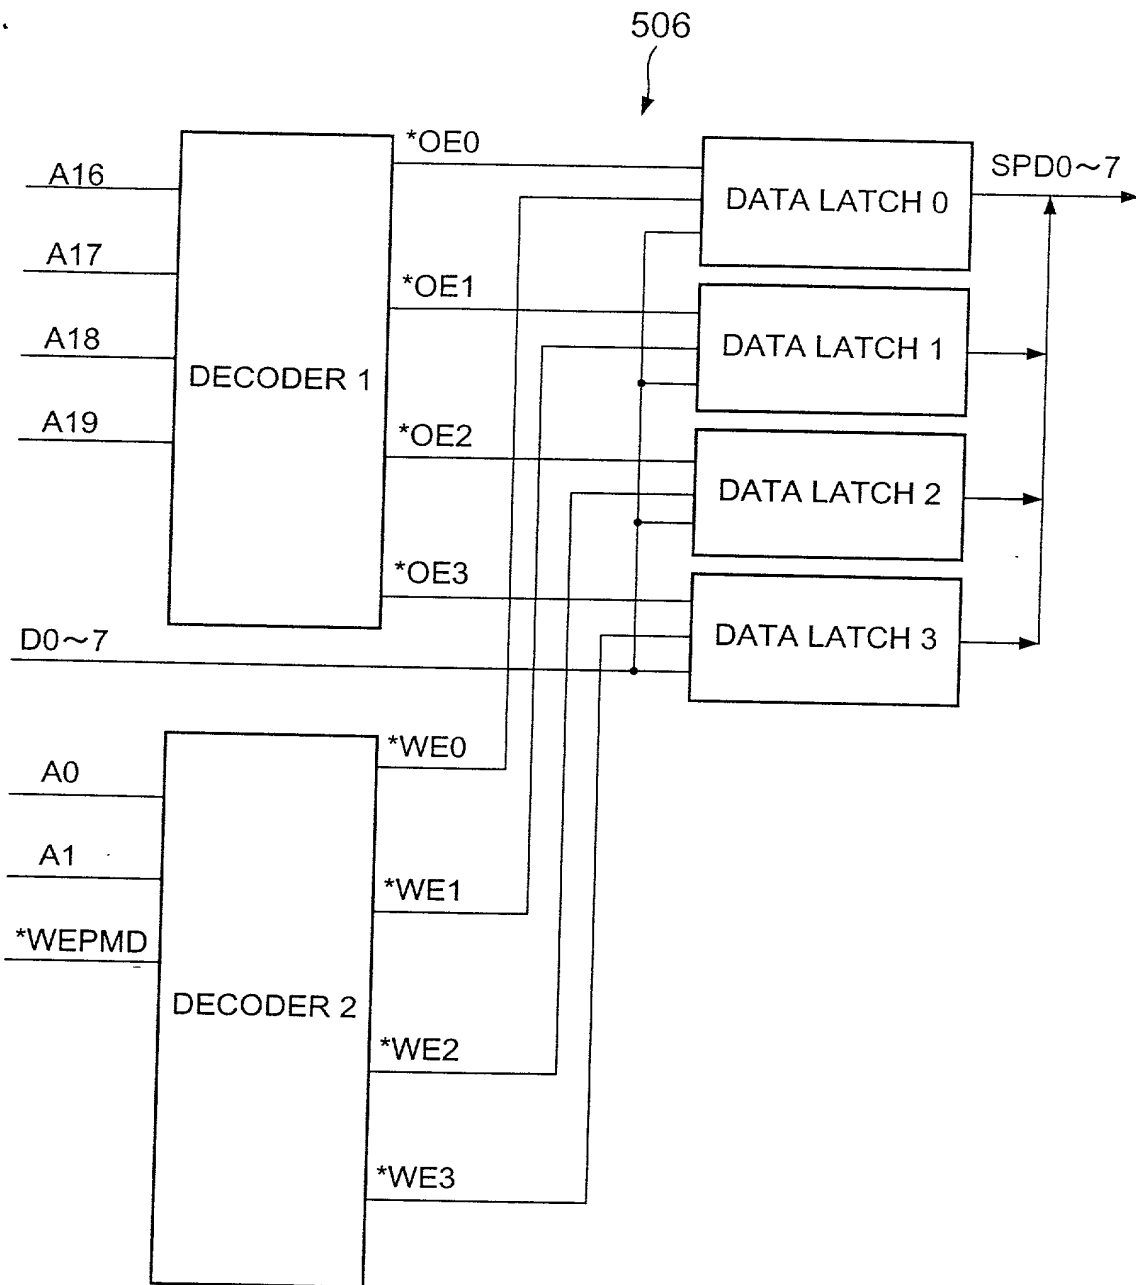 506
*OE0
A16
SPD0～7
DATA LATCH 0
A17
*OE1
A18
DATA LATCH 1
DECODER 1
A19
*OE2
DATA LATCH 2
*OE3
D0～7
DATA LATCH 3
*WE0
A0
A1
*WE1
*WEPMD
DECODER 2
*WE2
*WE3